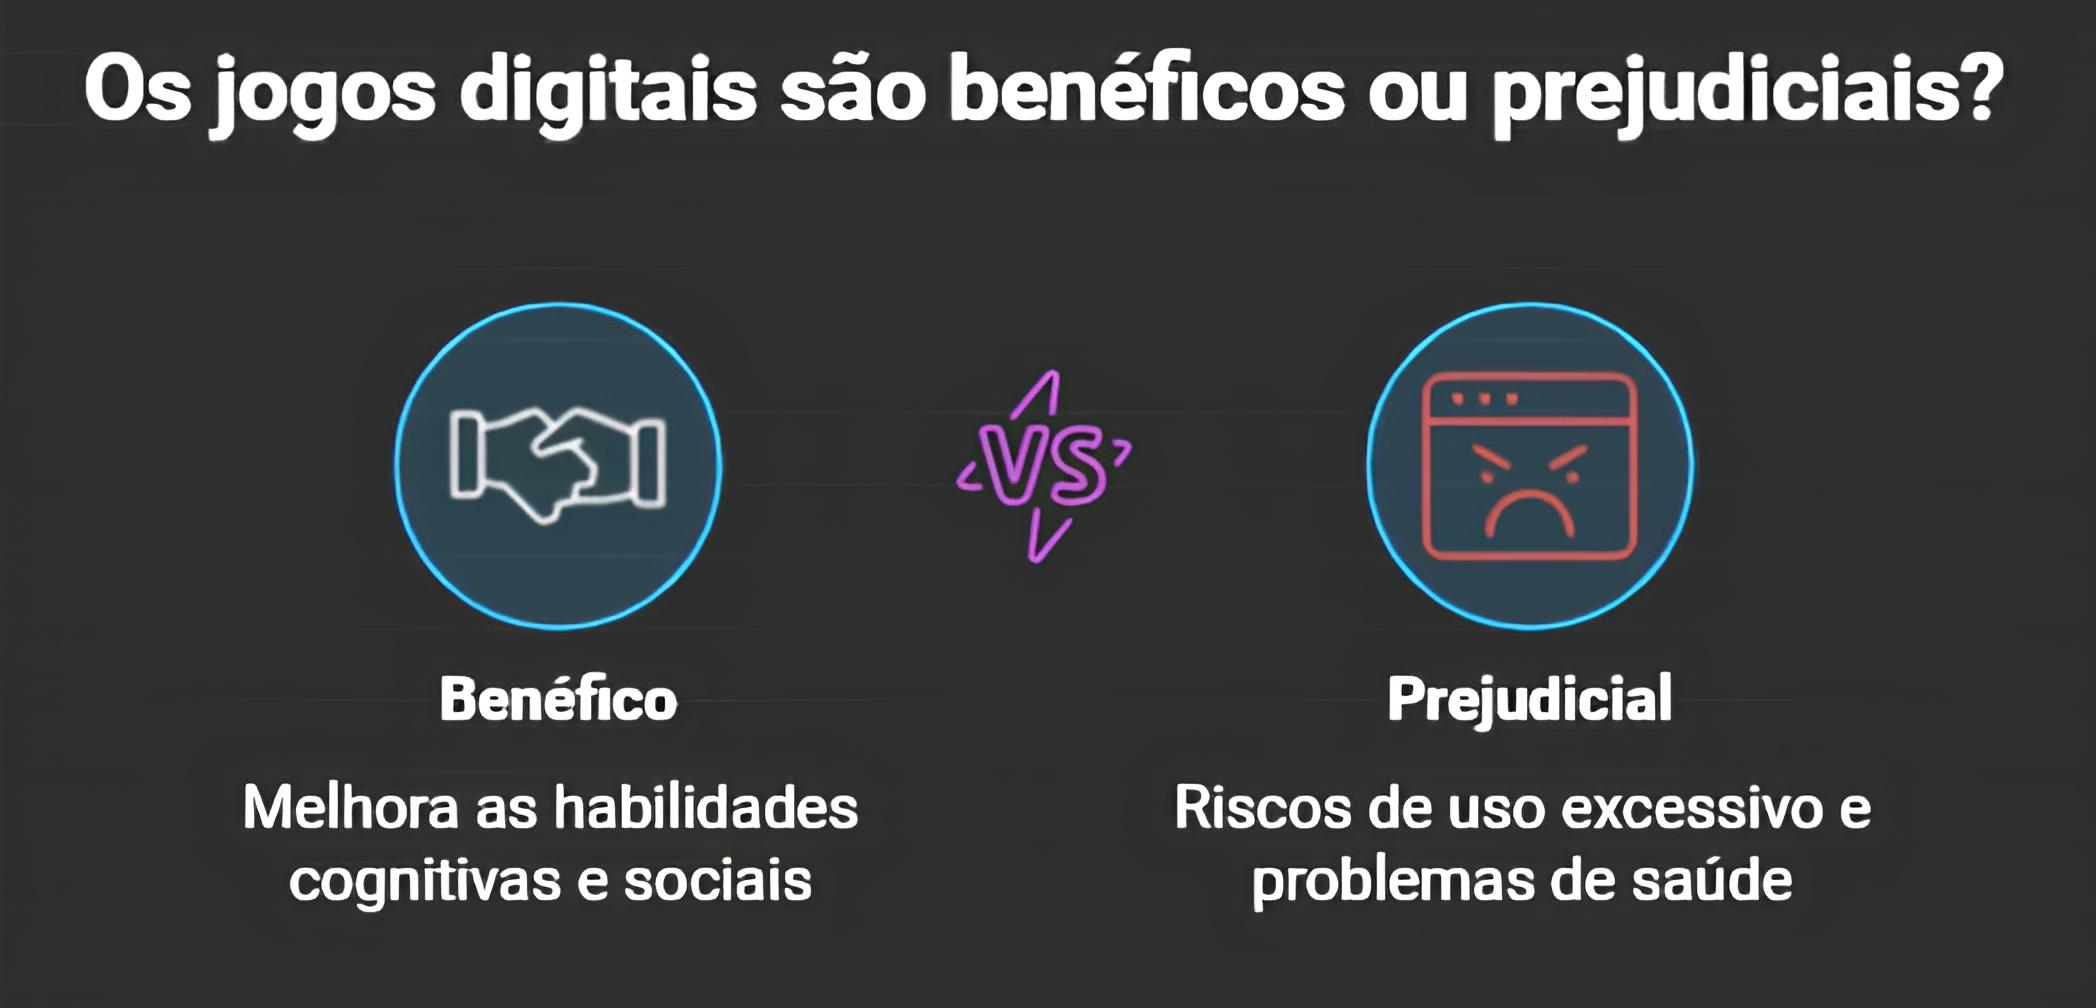 Os jogos digitais são benéficos ou prejudiciais?
VS
Benéfico
Melhora as habilidades
cognitivas e sociais
Prejudicial
Riscos de uso excessivo e
problemas de saúde